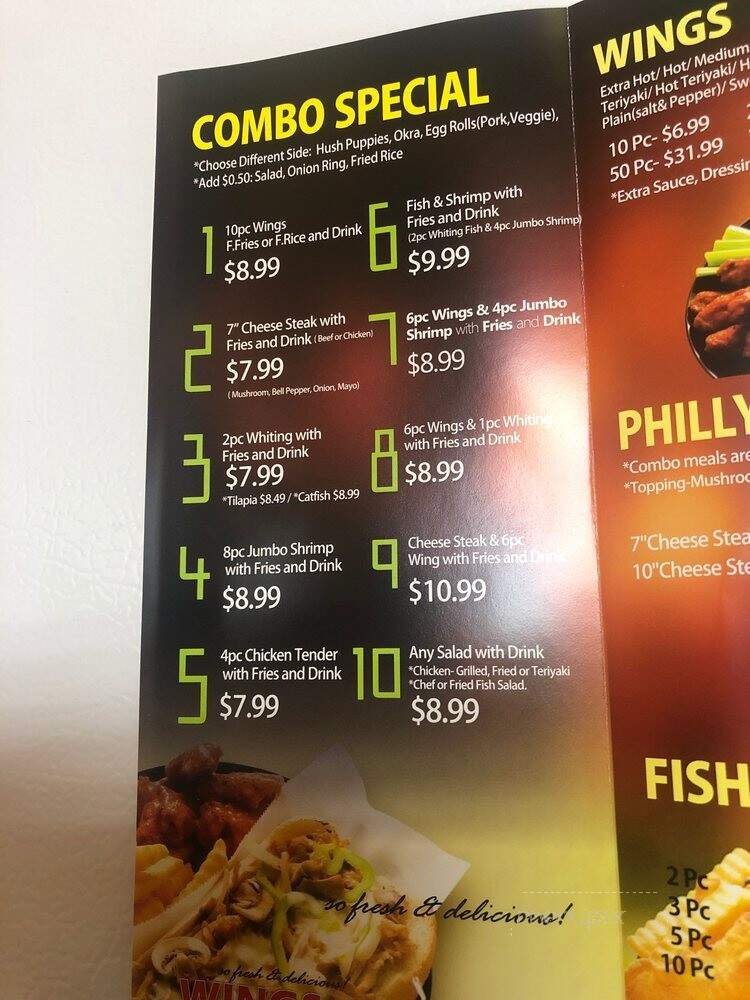 COMBO SPECIAL
*Choose Different Side: Hush Puppies, Okra, Egg Rolls(Pork,Veggie),
*Add $0.50: Salad, Onion Ring, Fried Rice
1
10pc Wings
F.Fries or F.Rice and Drink
$8.99
2
7" Cheese Steak with
Fries and Drink ( Beef or Chicken)
$7.99
( Mushroom, Bell Pepper, Onion, Mayo)
3
2pc Whiting with
Fries and Drink
$7.99
*Tilapia $8.49 / *Catfish $8.99
4
8pc Jumbo Shrimp
with Fries and Drink
$8.99
5
4pc Chicken Tender
with Fries and Drink
$7.99
6
Fish & Shrimp with
Fries and Drink
(2pc Whiting Fish & 4pc Jumbo Shrimp)
$9.99
7
6pc Wings & 4pc Jumbo
Shrimp with Fries and Drink
$8.99
8
6pc Wings & 1pc Whiting
with Fries and Drink
$8.99
9
Cheese Steak & 6pc
Wing with Fries and Drink
$10.99
10
Any Salad with Drink
*Chicken- Grilled, Fried or Teriyaki
*Chef or Fried Fish Salad.
$8.99
so fresh & delicious!
so fresh & delicious!
WINGS
WINGS
Extra Hot/ Hot/ Medium
Teriyaki/ Hot Teriyaki/ H
Plain(salt& Pepper)/ Sw
10 Pc- $6.99
50 Pc- $31.99
*Extra Sauce, Dressin
PHILLY
*Combo meals are
*Topping-Mushroo
7"Cheese Stea
10"Cheese Ste
FISH
2 Pc
3 Pc
5 Pc
10 Pc